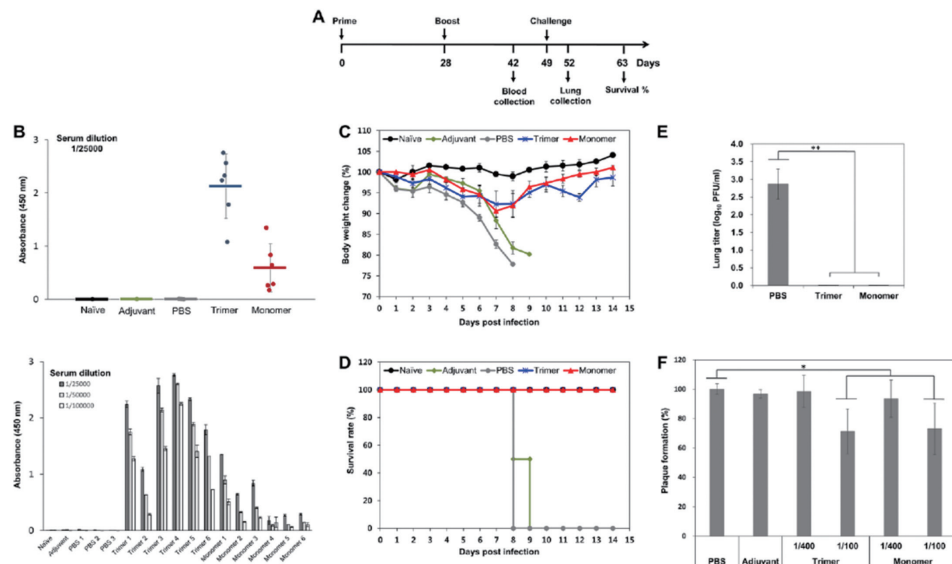 A
Prime
Boost
Challenge
0
28
42
49
52
63
Days
Blood
collection
Lung
collection
Survival %
B
Serum dilution
1/25000
Absorbance (450 nm)
3
2
1
0
Naïve
Adjuvant
PBS
Trimer
Monomer
Serum dilution
1/25000
1/50000
1/100000
Absorbance (450 nm)
3
2
1
0
Naïve
Adjuvant
PBS 1
PBS 2
PBS 3
Trimer 1
Trimer 2
Trimer 3
Trimer 4
Trimer 5
Trimer 6
Monomer 1
Monomer 2
Monomer 3
Monomer 4
Monomer 5
Monomer 6
C
Naïve
Adjuvant
PBS
Trimer
Monomer
Body weight change (%)
105
100
95
90
85
80
75
70
0 1 2 3 4 5 6 7 8 9 10 11 12 13 14 15
Days post infection
D
Naïve
Adjuvant
PBS
Trimer
Monomer
Survival rate (%)
120
100
80
60
40
20
0
0 1 2 3 4 5 6 7 8 9 10 11 12 13 14 15
Days post infection
E
**
Lung titer (log10 PFU/ml)
4.0
3.5
3.0
2.5
2.0
1.5
1.0
0.5
0.0
PBS
Trimer
Monomer
F
*
Plaque formation (%)
120
100
80
60
40
20
0
1/400
1/100
1/400
1/100
PBS
Adjuvant
Trimer
Monomer